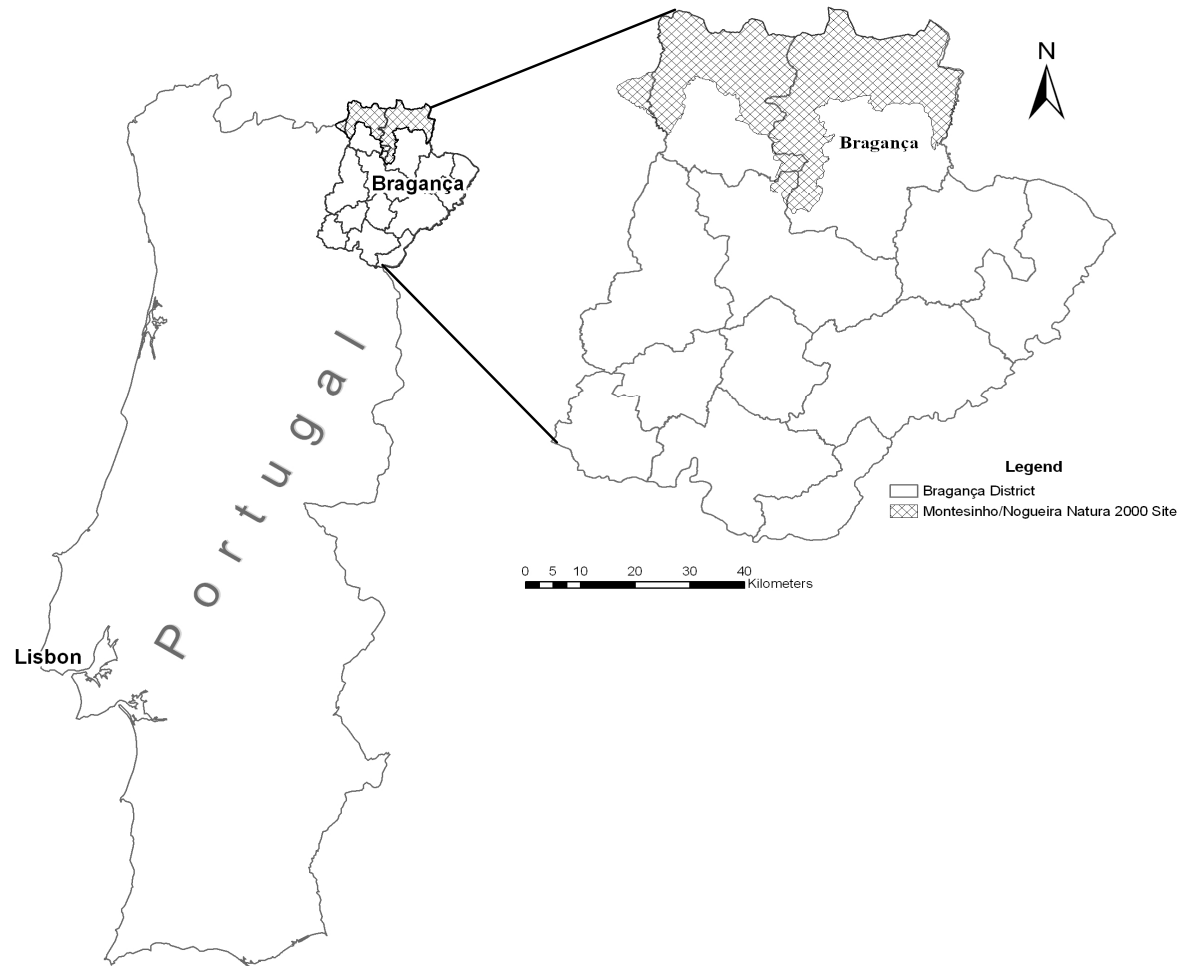 N
Bragança
Bragança
Portugal
Lisbon
Legend
Bragança District
Montesinho/Nogueira Natura 2000 Site
0 5 10 20 30 40
Kilometers